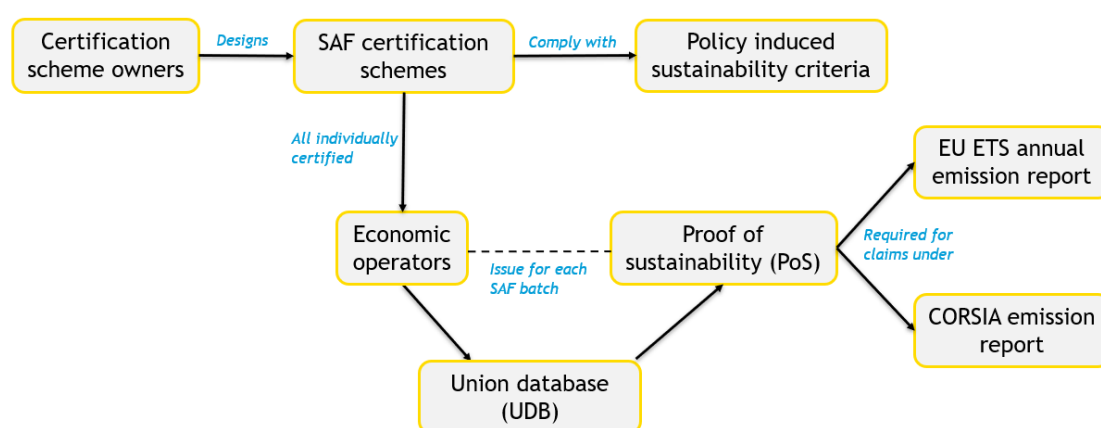 Certification
scheme owners
Designs
SAF certification
schemes
Comply with
Policy induced
sustainability criteria
All individually
certified
EU ETS annual
emission report
Economic
operators
Issue for each
SAF batch
Proof of
sustainability (PoS)
Required for
claims under
CORSIA emission
report
Union database
(UDB)